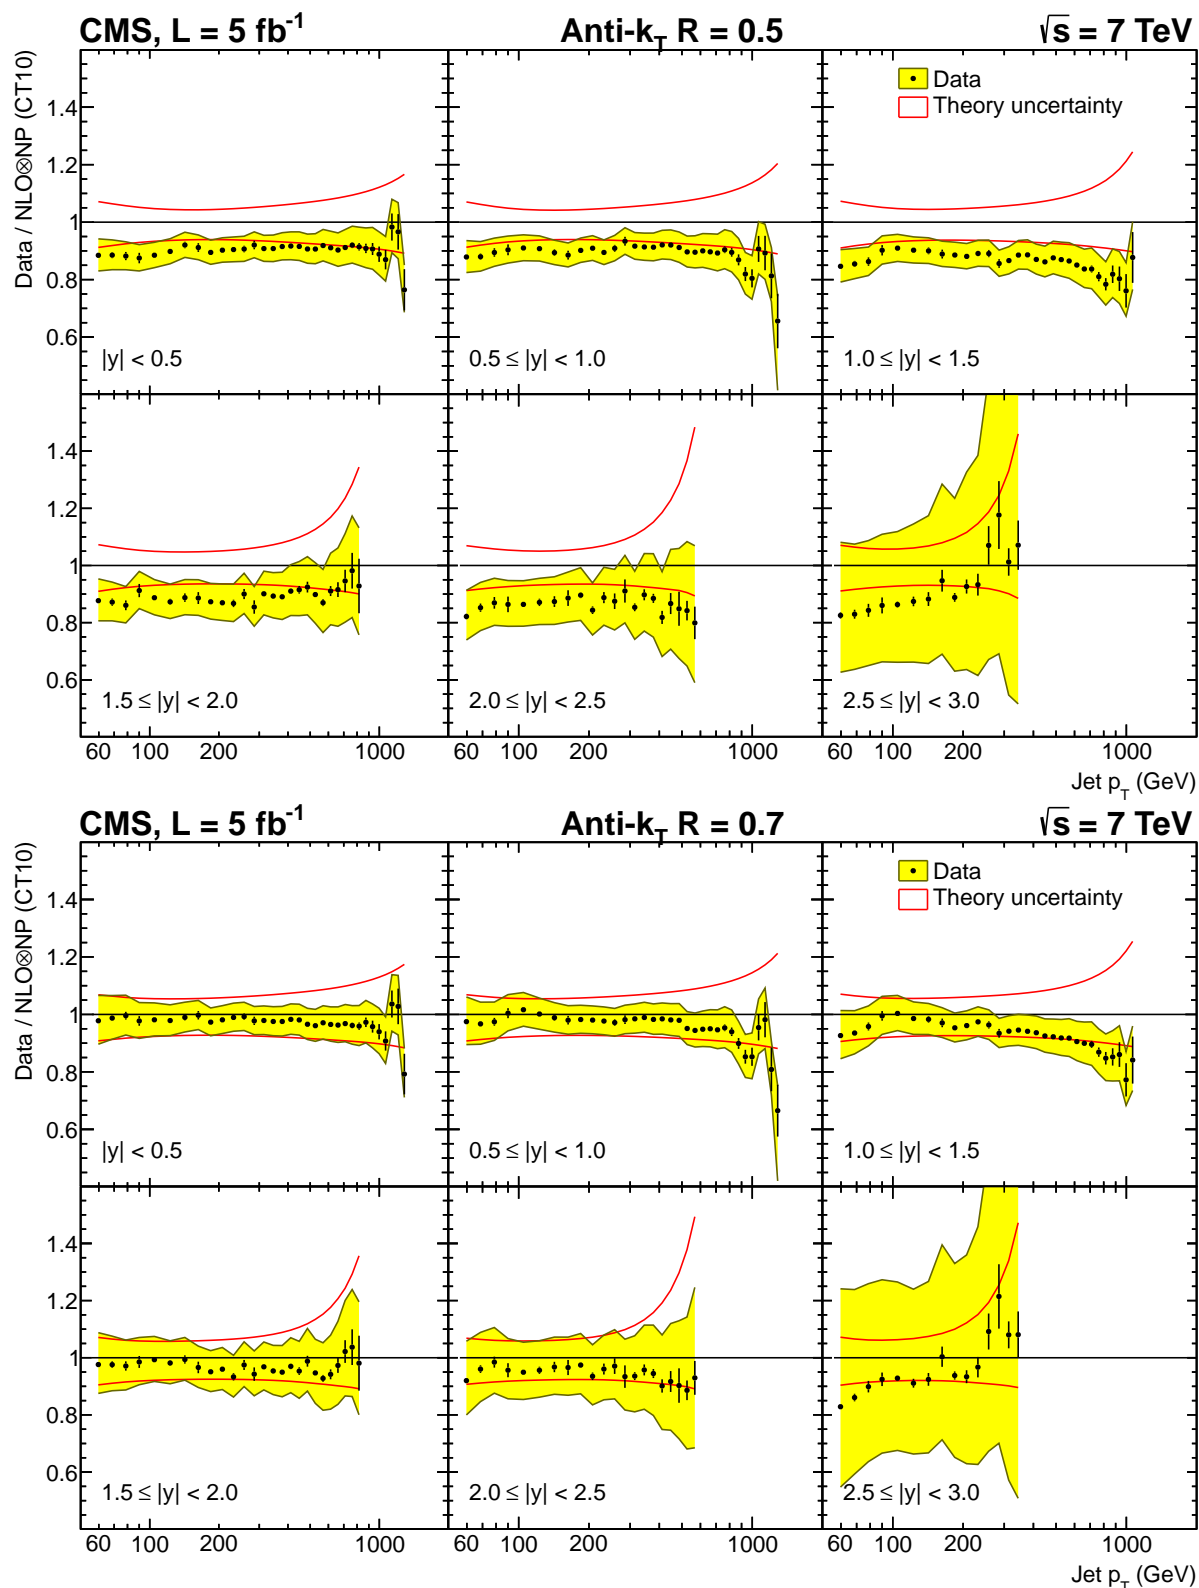 CMS, L = 5 fb⁻¹ Anti-k_T R = 0.5 √s = 7 TeV
Data / NLO⊗NP (CT10)
Data
Theory uncertainty
1.4
1.2
1
0.8
0.6
|y| < 0.5 0.5 ≤ |y| < 1.0 1.0 ≤ |y| < 1.5
1.4
1.2
1
0.8
0.6
1.5 ≤ |y| < 2.0 2.0 ≤ |y| < 2.5 2.5 ≤ |y| < 3.0
60 100 200 1000 60 100 200 1000 60 100 200 1000
Jet p_T (GeV)
CMS, L = 5 fb⁻¹ Anti-k_T R = 0.7 √s = 7 TeV
Data / NLO⊗NP (CT10)
Data
Theory uncertainty
1.4
1.2
1
0.8
0.6
|y| < 0.5 0.5 ≤ |y| < 1.0 1.0 ≤ |y| < 1.5
1.4
1.2
1
0.8
0.6
1.5 ≤ |y| < 2.0 2.0 ≤ |y| < 2.5 2.5 ≤ |y| < 3.0
60 100 200 1000 60 100 200 1000 60 100 200 1000
Jet p_T (GeV)